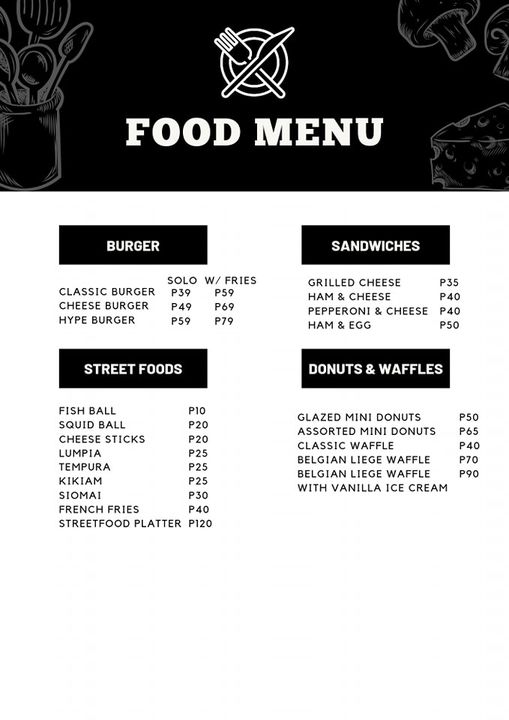 FOOD MENU
BURGER
SOLO W/ FRIES
CLASSIC BURGER P39 P59
CHEESE BURGER P49 P69
HYPE BURGER P59 P79
STREET FOODS
FISH BALL P10
SQUID BALL P20
CHEESE STICKS P20
LUMPIA P25
TEMPURA P25
KIKIAM P25
SIOMAI P30
FRENCH FRIES P40
STREETFOOD PLATTER P120
SANDWICHES
GRILLED CHEESE P35
HAM & CHEESE P40
PEPPERONI & CHEESE P40
HAM & EGG P50
DONUTS & WAFFLES
GLAZED MINI DONUTS P50
ASSORTED MINI DONUTS P65
CLASSIC WAFFLE P40
BELGIAN LIEGE WAFFLE P70
BELGIAN LIEGE WAFFLE P90
WITH VANILLA ICE CREAM